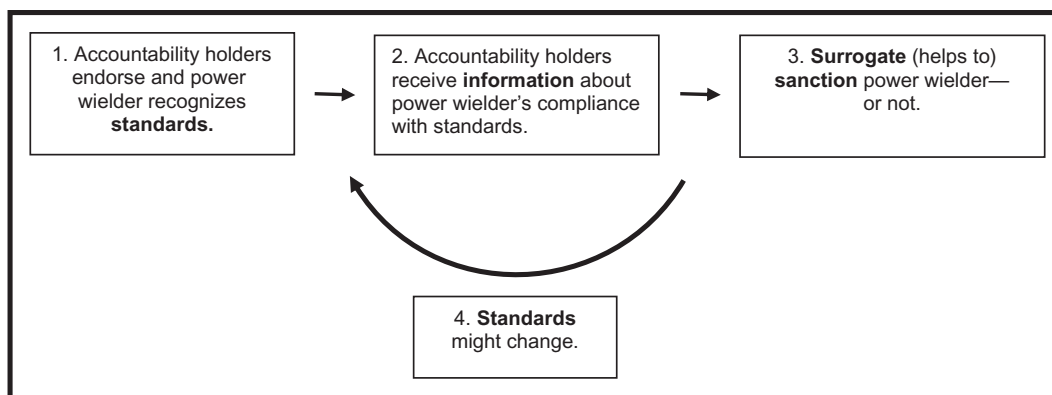 1. Accountability holders
endorse and power
wielder recognizes
standards.
2. Accountability holders
receive information about
power wielder’s compliance
with standards.
3. Surrogate (helps to)
sanction power wielder—
or not.
4. Standards
might change.